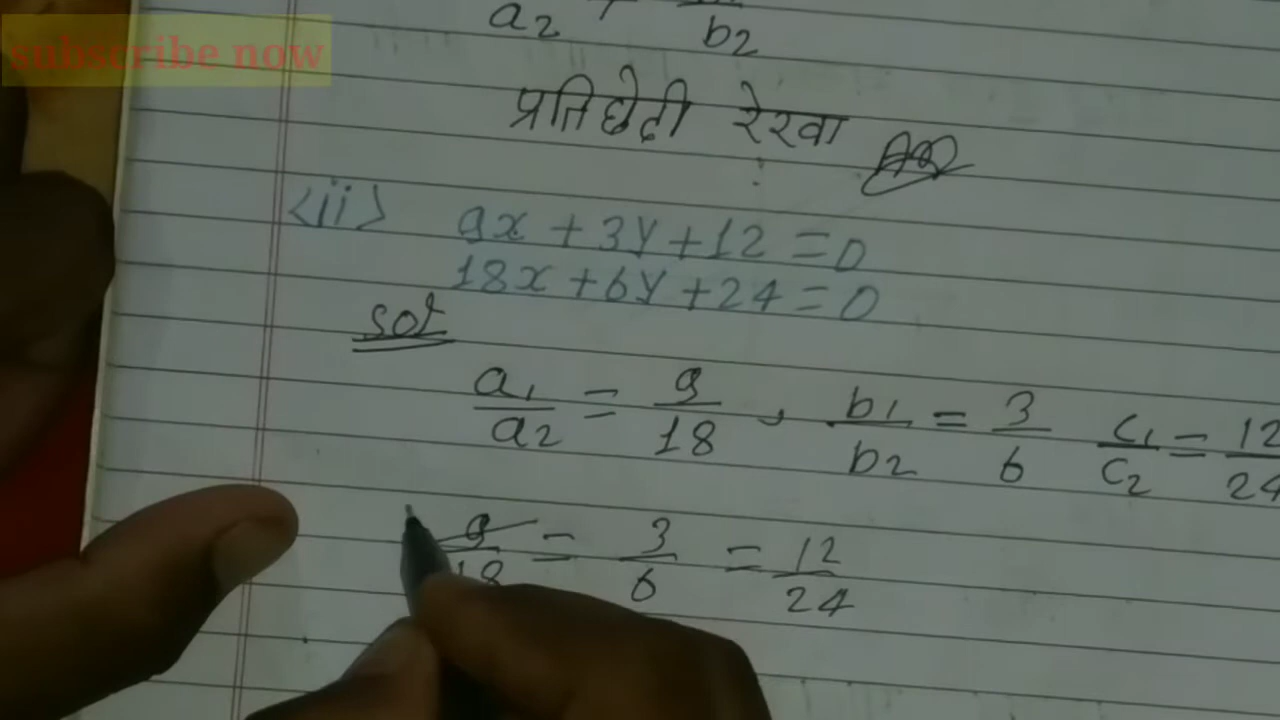 subscribe now
a2 b2
प्रतिछेदी रेखा Ans
<ii> 9x + 3y + 12 = 0
18x + 6y + 24 = 0
Sol
a1/a2 = 9/18 , b1/b2 = 3/6 c1/c2 = 12/24
9/18 = 3/6 = 12/24